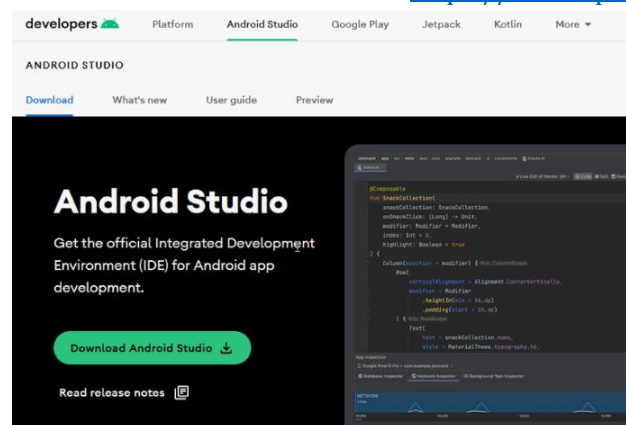 developers Platform Android Studio Google Play Jetpack Kotlin More
ANDROID STUDIO
Download What's new User guide Preview
Android Studio
Get the official Integrated Development
Environment (IDE) for Android app
development.
Download Android Studio
Read release notes
@Composable
fun SnackCollection(
snackCollection: SnackCollection,
onSnackClick: (Long) -> Unit,
modifier: Modifier = Modifier,
index: Int = 0,
highlight: Boolean = true
) {
Column(modifier = modifier) {
Row(
verticalAlignment = Alignment.CenterVertically,
modifier = Modifier
.heightIn(min = 56.dp)
.padding(start = 24.dp)
) {
Text(
text = snackCollection.name,
style = MaterialTheme.typography.h6,
App Inspection
Database Inspector Network Inspector Background Task Inspector
NETWORK